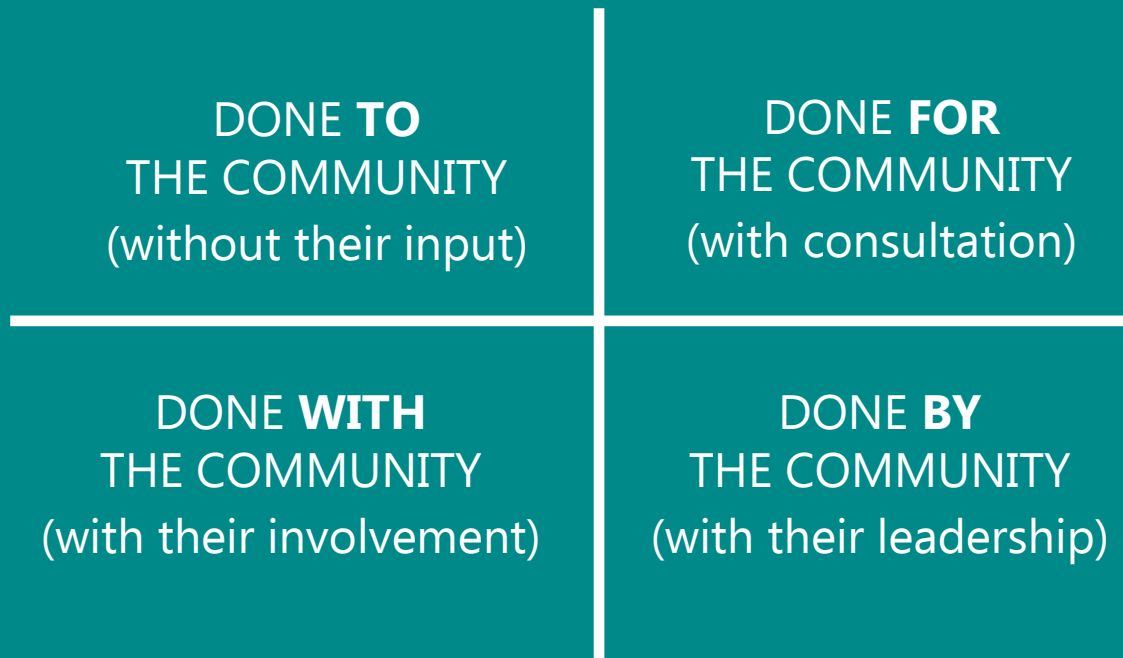 DONE TO
THE COMMUNITY
(without their input)
DONE FOR
THE COMMUNITY
(with consultation)
DONE WITH
THE COMMUNITY
(with their involvement)
DONE BY
THE COMMUNITY
(with their leadership)